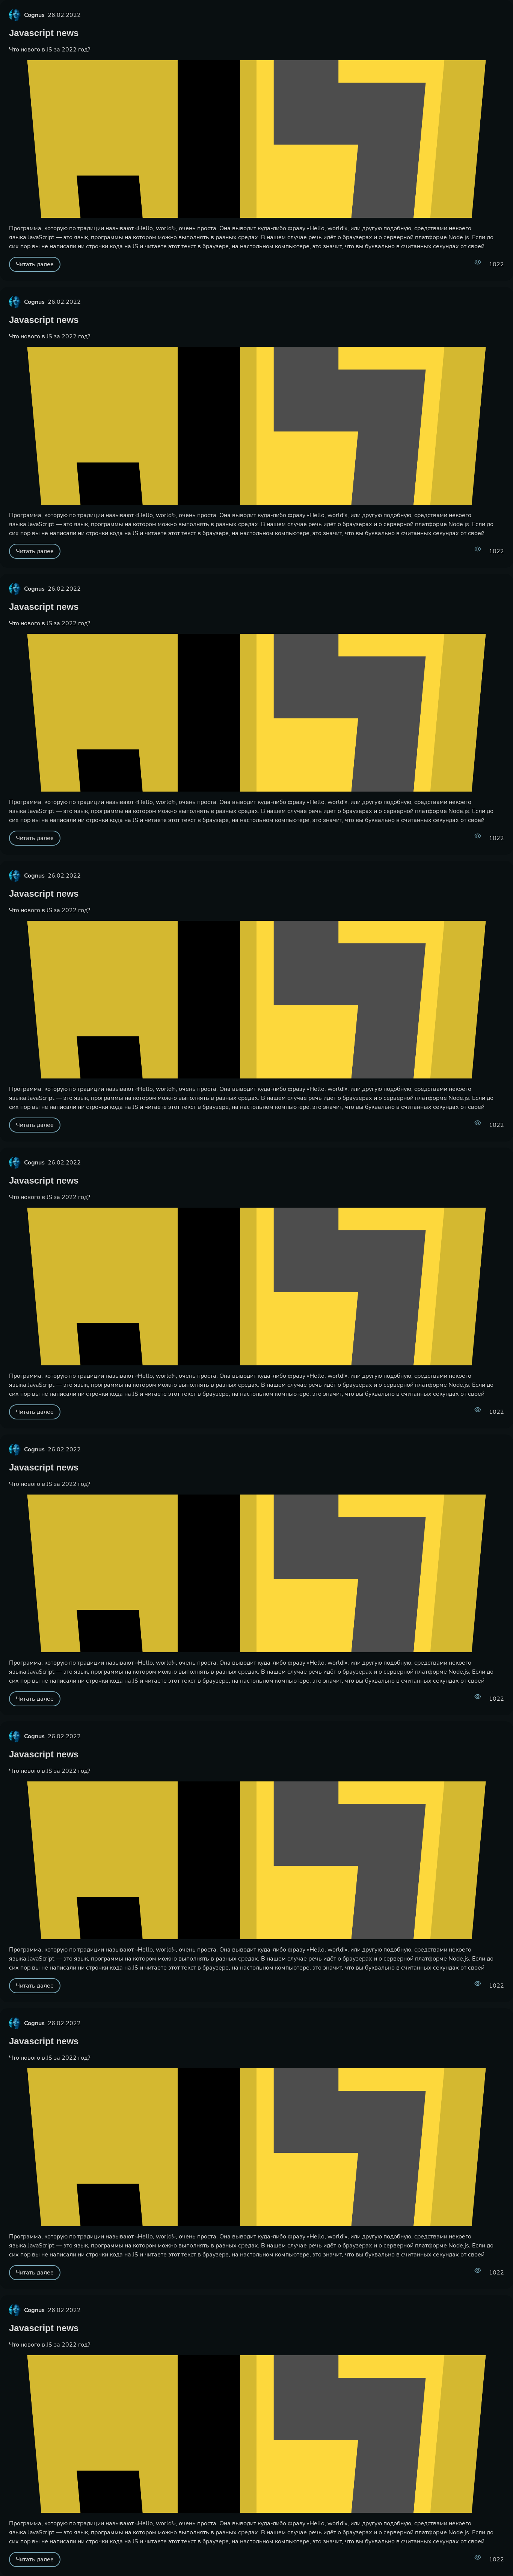 Cognus 26.02.2022
Javascript news
Что нового в JS за 2022 год?
Программа, которую по традиции называют «Hello, world!», очень проста. Она выводит куда-либо фразу «Hello, world!», или другую подобную, средствами некоего
языка.JavaScript — это язык, программы на котором можно выполнять в разных средах. В нашем случае речь идёт о браузерах и о серверной платформе Node.js. Если до
сих пор вы не написали ни строчки кода на JS и читаете этот текст в браузере, на настольном компьютере, это значит, что вы буквально в считанных секундах от своей
Читать далее 1022
Cognus 26.02.2022
Javascript news
Что нового в JS за 2022 год?
Программа, которую по традиции называют «Hello, world!», очень проста. Она выводит куда-либо фразу «Hello, world!», или другую подобную, средствами некоего
языка.JavaScript — это язык, программы на котором можно выполнять в разных средах. В нашем случае речь идёт о браузерах и о серверной платформе Node.js. Если до
сих пор вы не написали ни строчки кода на JS и читаете этот текст в браузере, на настольном компьютере, это значит, что вы буквально в считанных секундах от своей
Читать далее 1022
Cognus 26.02.2022
Javascript news
Что нового в JS за 2022 год?
Программа, которую по традиции называют «Hello, world!», очень проста. Она выводит куда-либо фразу «Hello, world!», или другую подобную, средствами некоего
языка.JavaScript — это язык, программы на котором можно выполнять в разных средах. В нашем случае речь идёт о браузерах и о серверной платформе Node.js. Если до
сих пор вы не написали ни строчки кода на JS и читаете этот текст в браузере, на настольном компьютере, это значит, что вы буквально в считанных секундах от своей
Читать далее 1022
Cognus 26.02.2022
Javascript news
Что нового в JS за 2022 год?
Программа, которую по традиции называют «Hello, world!», очень проста. Она выводит куда-либо фразу «Hello, world!», или другую подобную, средствами некоего
языка.JavaScript — это язык, программы на котором можно выполнять в разных средах. В нашем случае речь идёт о браузерах и о серверной платформе Node.js. Если до
сих пор вы не написали ни строчки кода на JS и читаете этот текст в браузере, на настольном компьютере, это значит, что вы буквально в считанных секундах от своей
Читать далее 1022
Cognus 26.02.2022
Javascript news
Что нового в JS за 2022 год?
Программа, которую по традиции называют «Hello, world!», очень проста. Она выводит куда-либо фразу «Hello, world!», или другую подобную, средствами некоего
языка.JavaScript — это язык, программы на котором можно выполнять в разных средах. В нашем случае речь идёт о браузерах и о серверной платформе Node.js. Если до
сих пор вы не написали ни строчки кода на JS и читаете этот текст в браузере, на настольном компьютере, это значит, что вы буквально в считанных секундах от своей
Читать далее 1022
Cognus 26.02.2022
Javascript news
Что нового в JS за 2022 год?
Программа, которую по традиции называют «Hello, world!», очень проста. Она выводит куда-либо фразу «Hello, world!», или другую подобную, средствами некоего
языка.JavaScript — это язык, программы на котором можно выполнять в разных средах. В нашем случае речь идёт о браузерах и о серверной платформе Node.js. Если до
сих пор вы не написали ни строчки кода на JS и читаете этот текст в браузере, на настольном компьютере, это значит, что вы буквально в считанных секундах от своей
Читать далее 1022
Cognus 26.02.2022
Javascript news
Что нового в JS за 2022 год?
Программа, которую по традиции называют «Hello, world!», очень проста. Она выводит куда-либо фразу «Hello, world!», или другую подобную, средствами некоего
языка.JavaScript — это язык, программы на котором можно выполнять в разных средах. В нашем случае речь идёт о браузерах и о серверной платформе Node.js. Если до
сих пор вы не написали ни строчки кода на JS и читаете этот текст в браузере, на настольном компьютере, это значит, что вы буквально в считанных секундах от своей
Читать далее 1022
Cognus 26.02.2022
Javascript news
Что нового в JS за 2022 год?
Программа, которую по традиции называют «Hello, world!», очень проста. Она выводит куда-либо фразу «Hello, world!», или другую подобную, средствами некоего
языка.JavaScript — это язык, программы на котором можно выполнять в разных средах. В нашем случае речь идёт о браузерах и о серверной платформе Node.js. Если до
сих пор вы не написали ни строчки кода на JS и читаете этот текст в браузере, на настольном компьютере, это значит, что вы буквально в считанных секундах от своей
Читать далее 1022
Cognus 26.02.2022
Javascript news
Что нового в JS за 2022 год?
Программа, которую по традиции называют «Hello, world!», очень проста. Она выводит куда-либо фразу «Hello, world!», или другую подобную, средствами некоего
языка.JavaScript — это язык, программы на котором можно выполнять в разных средах. В нашем случае речь идёт о браузерах и о серверной платформе Node.js. Если до
сих пор вы не написали ни строчки кода на JS и читаете этот текст в браузере, на настольном компьютере, это значит, что вы буквально в считанных секундах от своей
Читать далее 1022